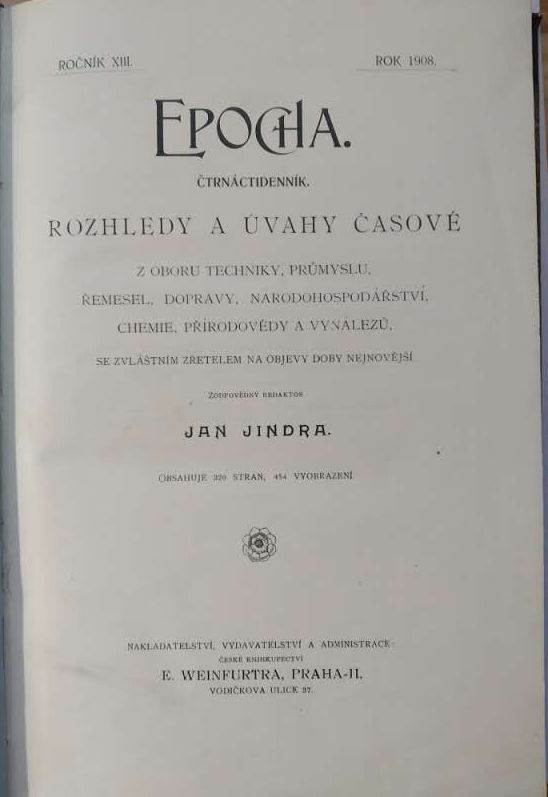 ROČNÍK XIII.
ROK 1908.
EPOCHA.
ČTRNÁCTIDENNÍK.
ROZHLEDY A ÚVAHY ČASOVÉ
Z OBORU TECHNIKY, PRŮMYSLU,
ŘEMESEL, DOPRAVY, NÁRODOHOSPODÁŘSTVÍ,
CHEMIE, PŘÍRODOVĚDY A VYNÁLEZŮ,
SE ZVLÁŠTNÍM ZŘETELEM NA OBJEVY DOBY NEJNOVĚJŠÍ
ZODPOVĚDNÝ REDAKTOR
JAN JINDRA.
OBSAHUJE 320 STRAN, 454 VYOBRAZENÍ
NAKLADATELSTVÍ, VYDAVATELSTVÍ A ADMINISTRACE:
ČESKÉ KNIHKUPECTVÍ
E. WEINFURTRA, PRAHA-II,
VODIČKOVA ULICE 37.